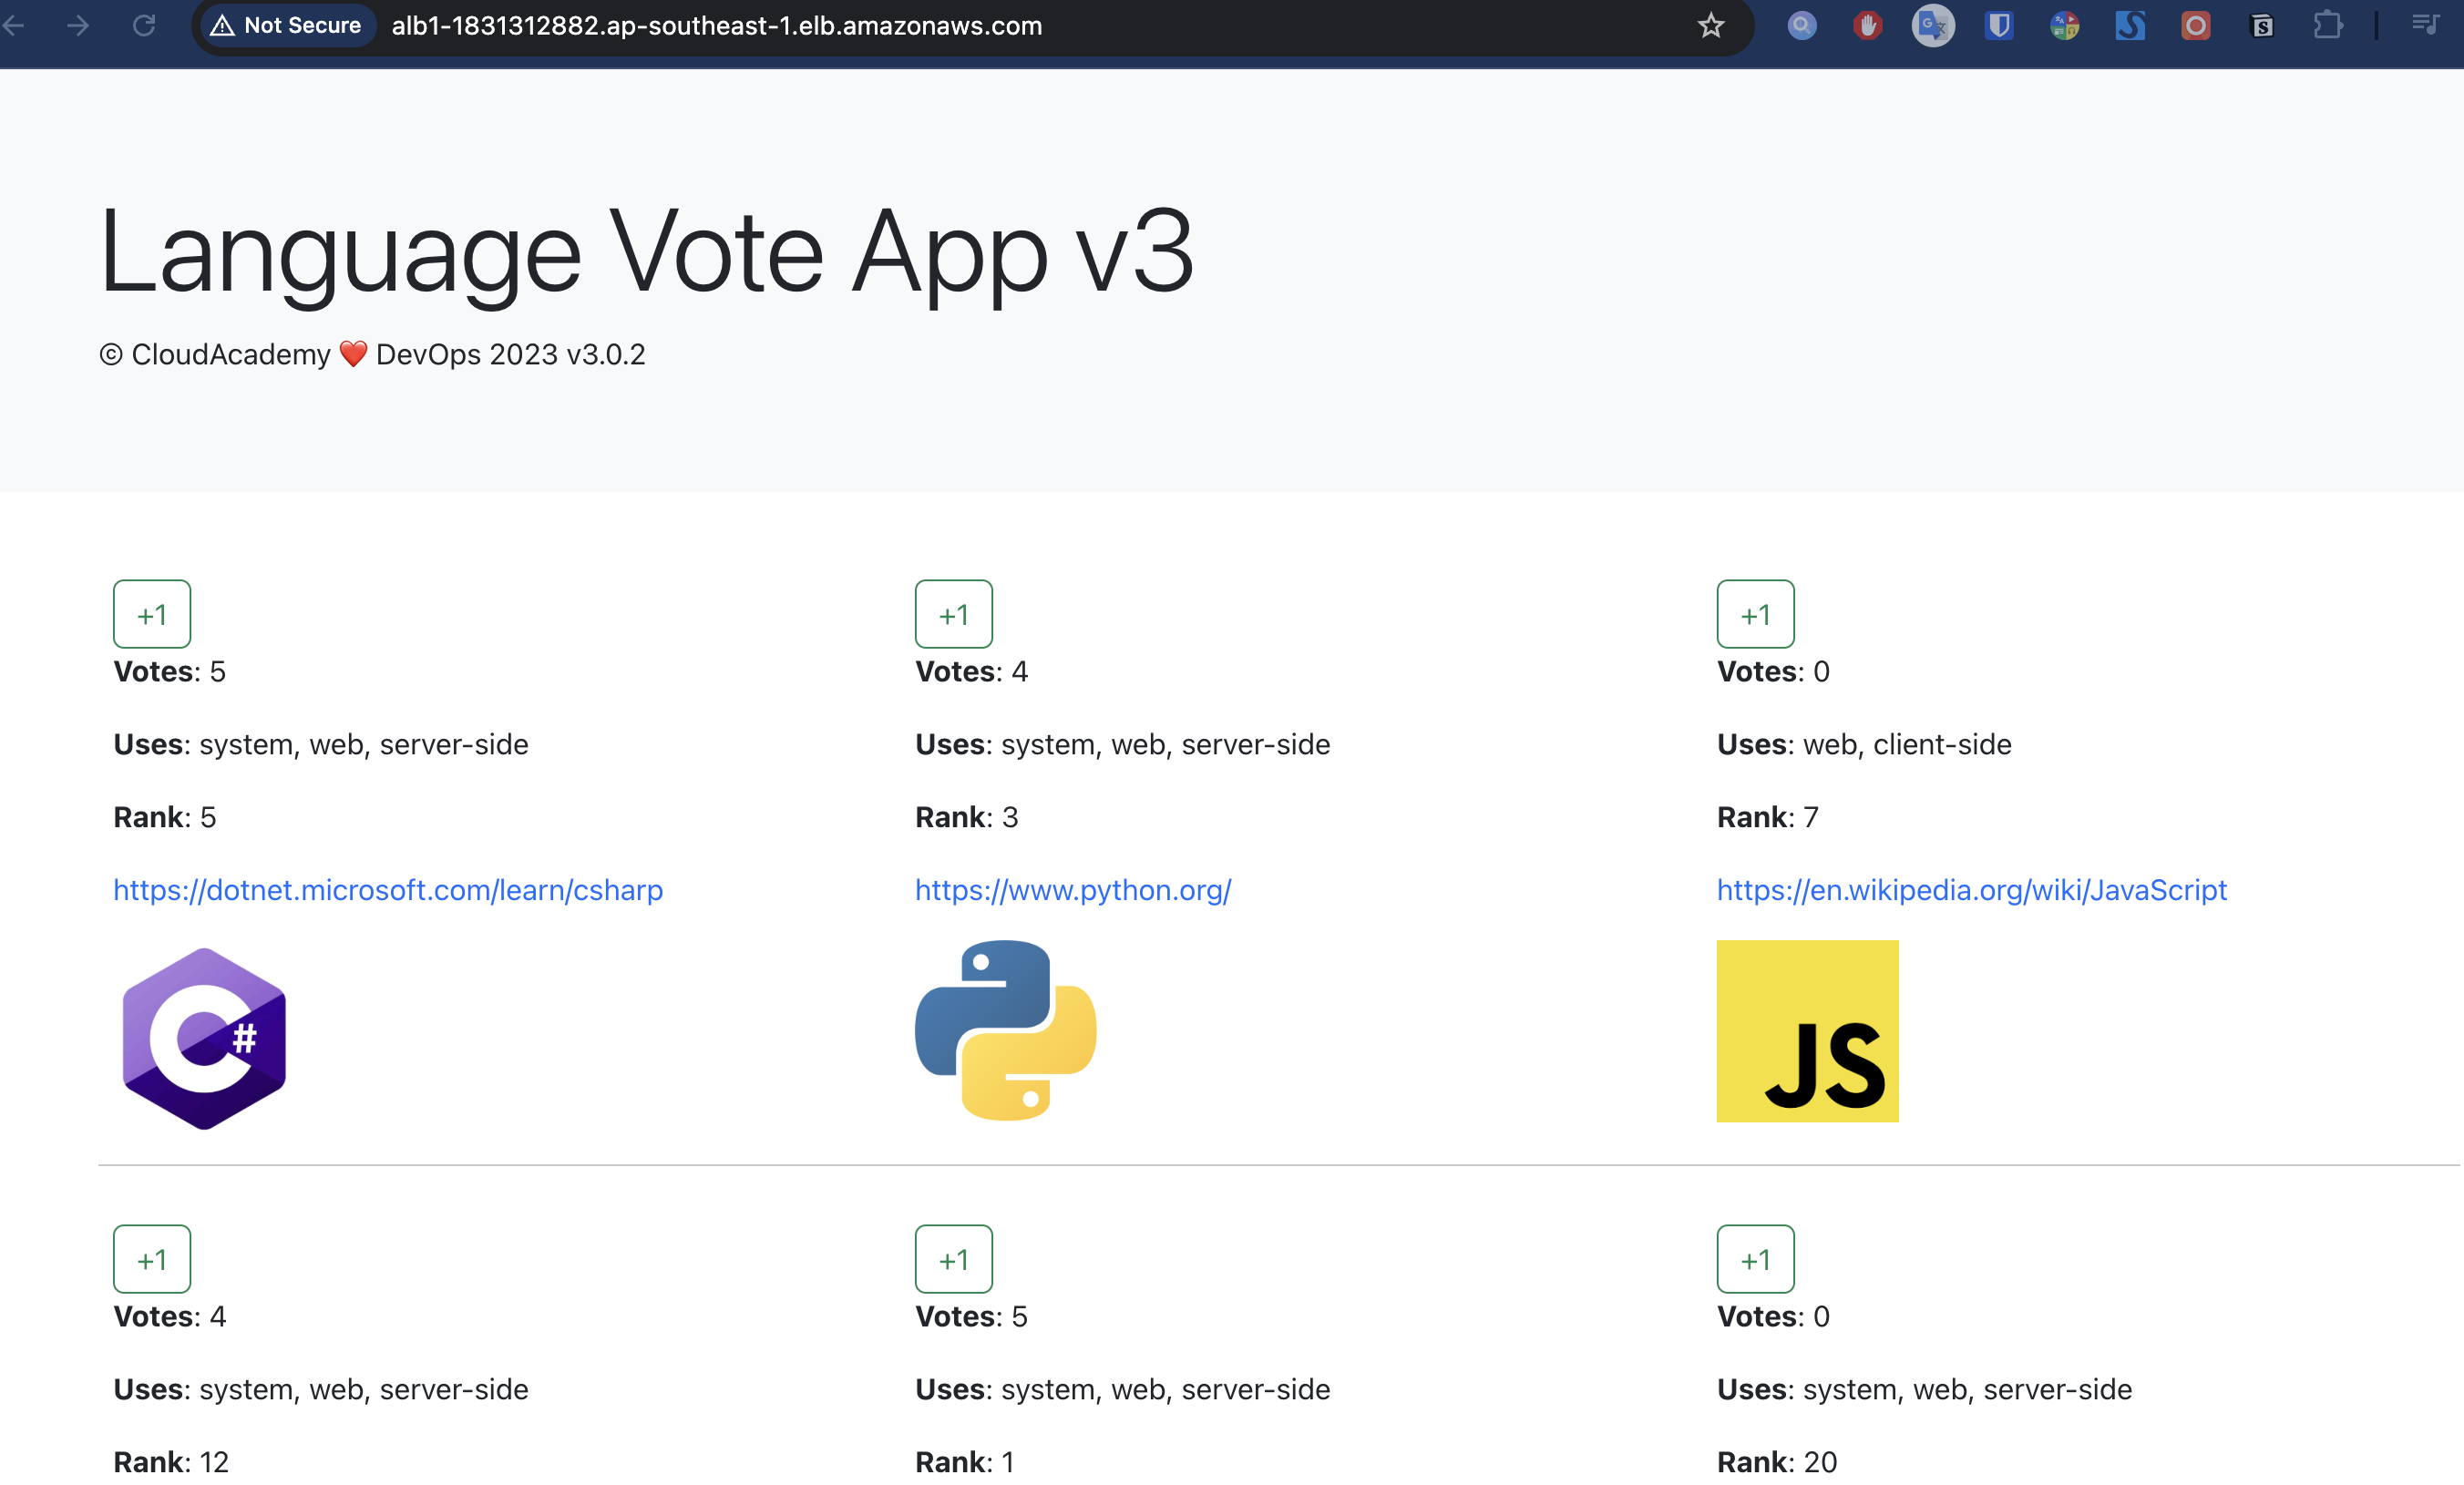 Not Secure alb1-1831312882.ap-southeast-1.elb.amazonaws.com
Language Vote App v3
© CloudAcademy ❤️ DevOps 2023 v3.0.2
+1 +1 +1
Votes: 5 Votes: 4 Votes: 0
Uses: system, web, server-side Uses: system, web, server-side Uses: web, client-side
Rank: 5 Rank: 3 Rank: 7
https://dotnet.microsoft.com/learn/csharp https://www.python.org/ https://en.wikipedia.org/wiki/JavaScript
C# JS
+1 +1 +1
Votes: 4 Votes: 5 Votes: 0
Uses: system, web, server-side Uses: system, web, server-side Uses: system, web, server-side
Rank: 12 Rank: 1 Rank: 20